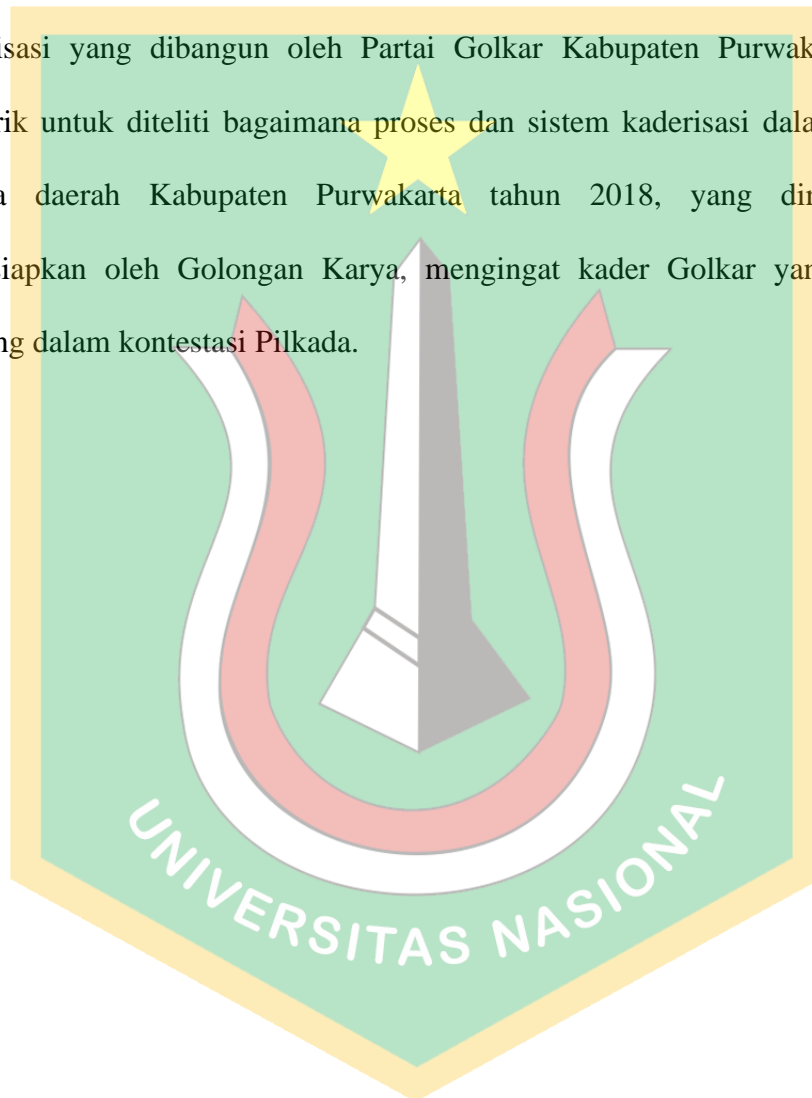 isasi yang dibangun oleh Partai Golkar Kabupaten Purwak
rik untuk diteliti bagaimana proses dan sistem kaderisasi dala
a daerah Kabupaten Purwakarta tahun 2018, yang dir
iapkan oleh Golongan Karya, mengingat kader Golkar yan
ng dalam kontestasi Pilkada.
UNIVERSITAS NASIONAL